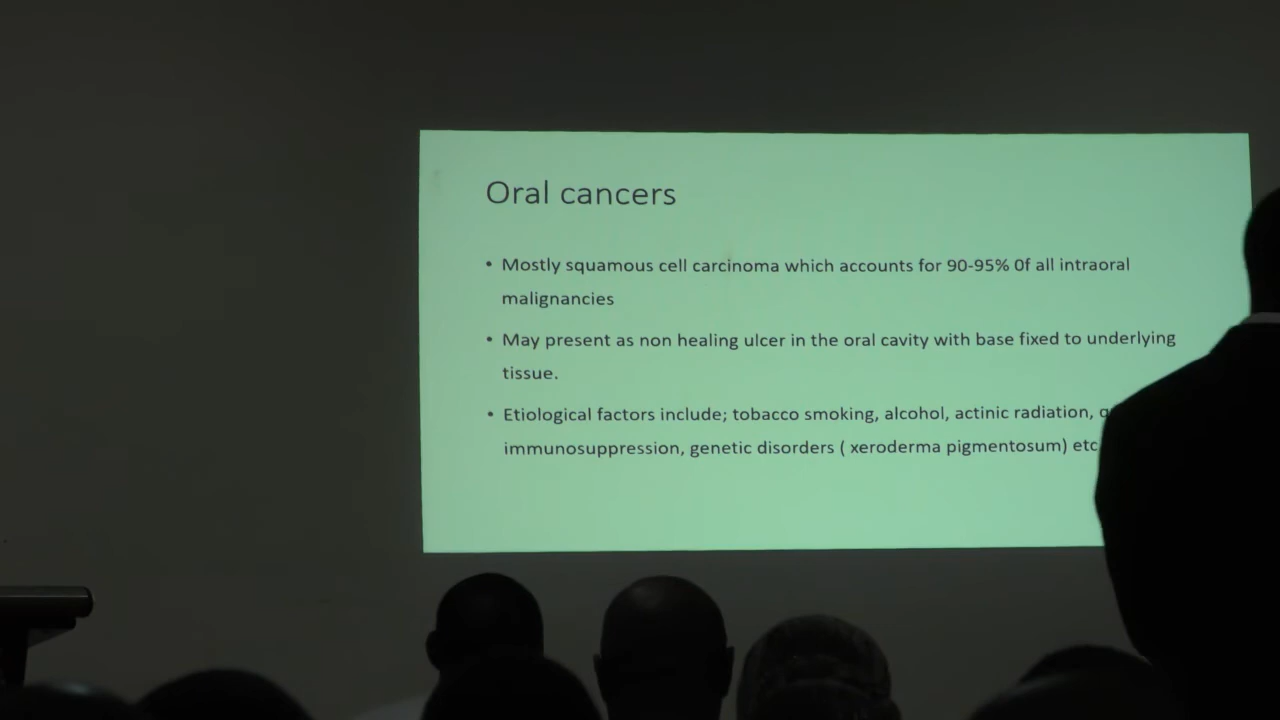 Oral cancers
• Mostly squamous cell carcinoma which accounts for 90-95% 0f all intraoral
malignancies
• May present as non healing ulcer in the oral cavity with base fixed to underlying
tissue.
• Etiological factors include; tobacco smoking, alcohol, actinic radiation,
immunosuppression, genetic disorders ( xeroderma pigmentosum) etc